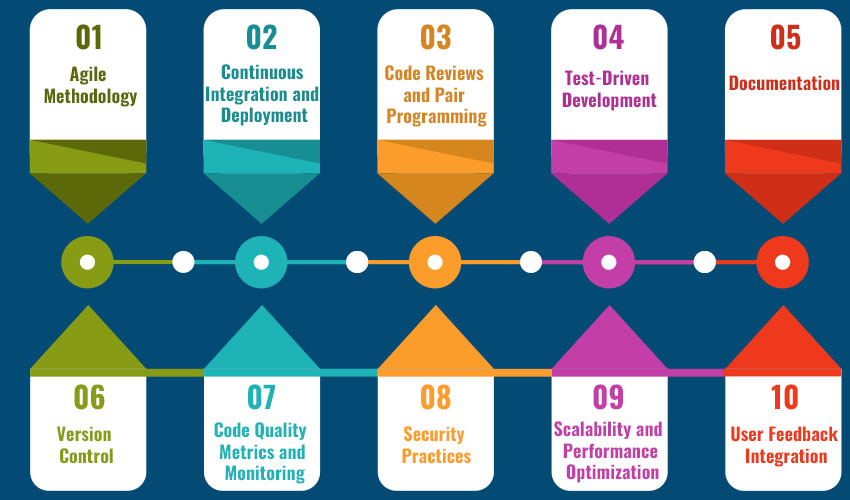 01
Agile
Methodology
02
Continuous
Integration and
Deployment
03
Code Reviews
and Pair
Programming
04
Test-Driven
Development
05
Documentation
06
Version
Control
07
Code Quality
Metrics and
Monitoring
08
Security
Practices
09
Scalability and
Performance
Optimization
10
User Feedback
Integration